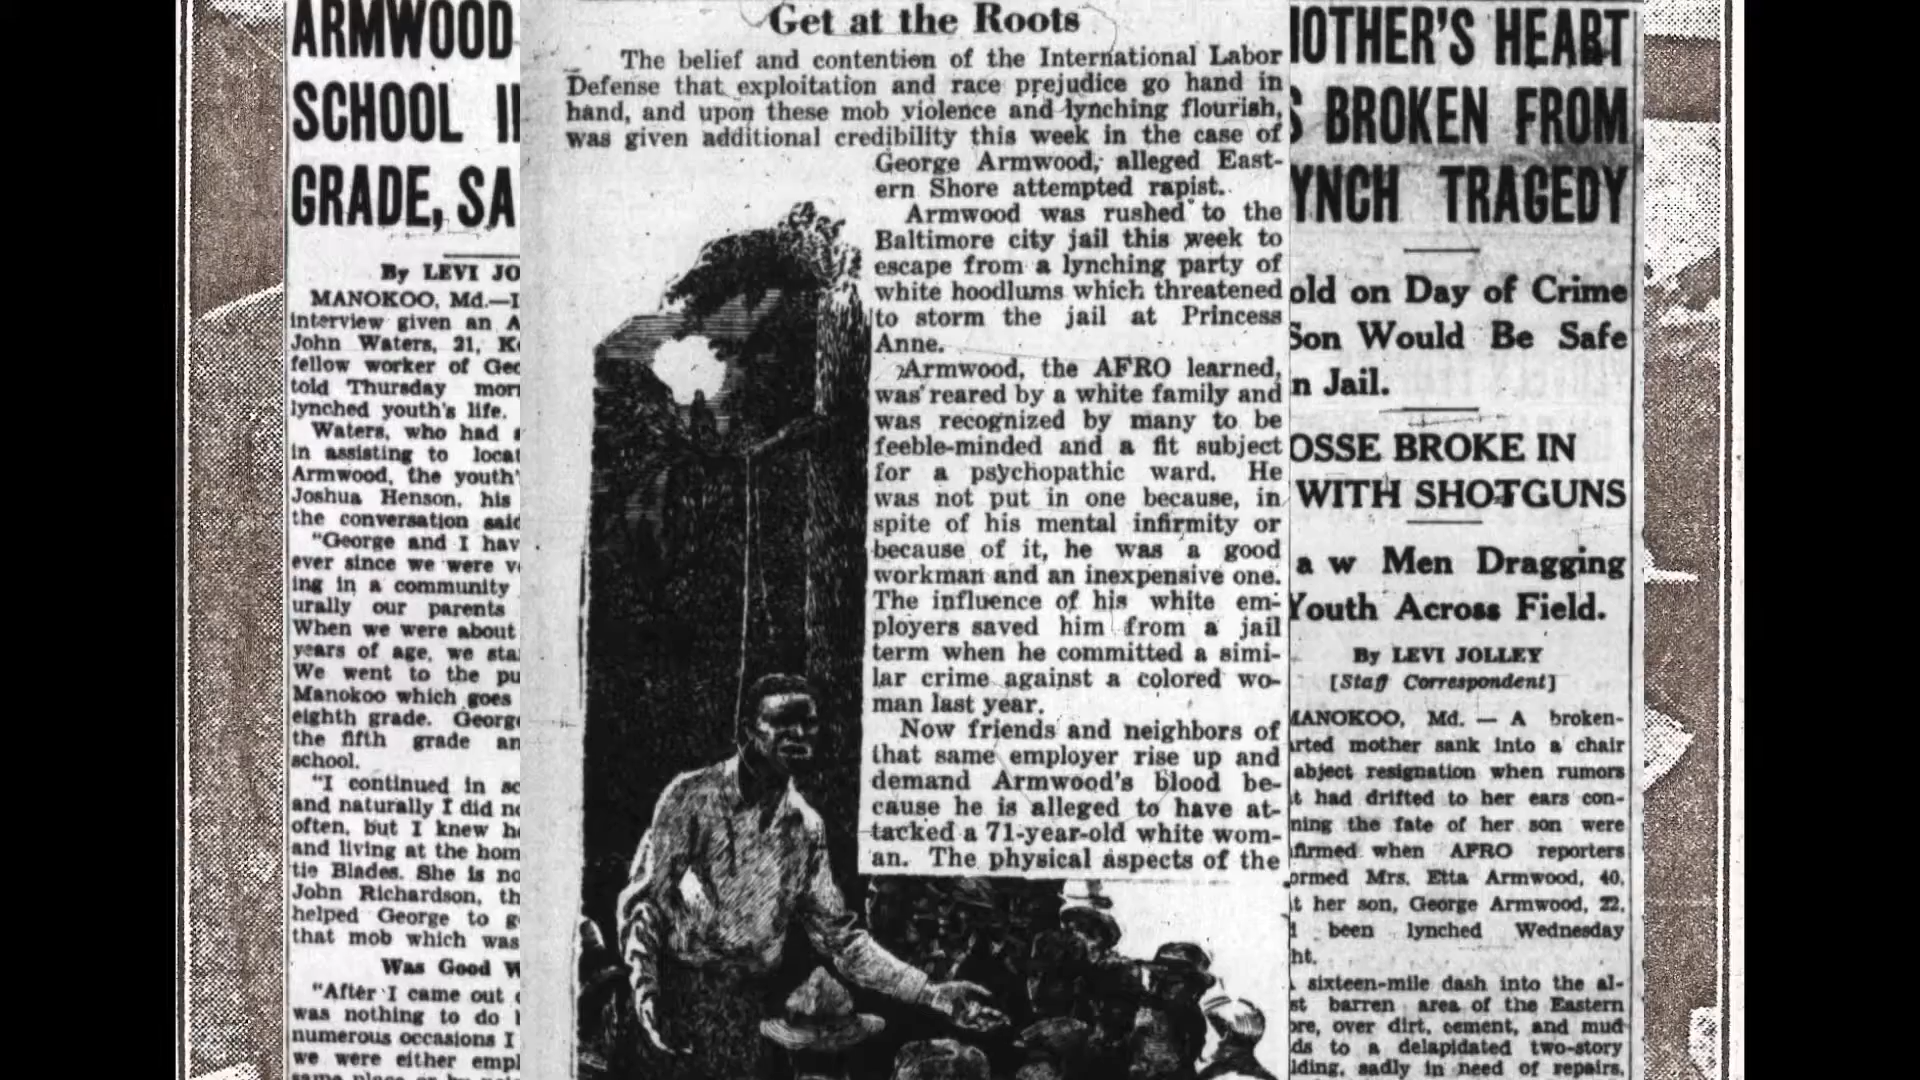 ARMWOOD
SCHOOL
GRADE, SA
By LEVI JO
MANOKOO, Md.—I
interview given an A
John Waters, 21, K
fellow worker of Geo
told Thursday morn
lynched youth's life.
Waters, who had
in assisting to locat
Armwood, the youth'
Joshua Henson, his
the conversation said
"George and I hav
ever since we were v
ing in a community
urally our parents
When we were about
years of age, we sta
We went to the pu
Manokoo which goes
eighth grade. George
the fifth grade an
school.
"I continued in sc
and naturally I did no
often, but I knew h
and living at the hom
tie Blades. She is no
John Richardson, th
helped George to g
that mob which was
Was Good W
"After I came out
was nothing to do
numerous occasions I
we were either empl
Get at the Roots
The belief and contention of the International Labor
Defense that exploitation and race prejudice go hand in
hand, and upon these mob violence and lynching flourish,
was given additional credibility this week in the case of
George Armwood, alleged East-
ern Shore attempted rapist.
Armwood was rushed to the
Baltimore city jail this week to
escape from a lynching party of
white hoodlums which threatened
to storm the jail at Princess
Anne.
Armwood, the AFRO learned,
was reared by a white family and
was recognized by many to be
feeble-minded and a fit subject
for a psychopathic ward. He
was not put in one because, in
spite of his mental infirmity or
because of it, he was a good
workman and an inexpensive one.
The influence of his white em-
ployers saved him from a jail
term when he committed a simi-
lar crime against a colored wo-
man last year.
Now friends and neighbors of
that same employer rise up and
demand Armwood's blood be-
cause he is alleged to have at-
tacked a 71-year-old white wom-
an. The physical aspects of the
OTHER'S HEART
S BROKEN FROM
YNCH TRAGEDY
old on Day of Crime
Son Would Be Safe
n Jail.
OSSE BROKE IN
WITH SHOTGUNS
a w Men Dragging
Youth Across Field.
By LEVI JOLLEY
[Staff Correspondent]
MANOKOO, Md. — A broken-
rted mother sank into a chair
abject resignation when rumors
t had drifted to her ears con-
ning the fate of her son were
firmed when AFRO reporters
ormed Mrs. Etta Armwood, 40,
t her son, George Armwood, 22,
been lynched Wednesday
ht.
sixteen-mile dash into the al-
st barren area of the Eastern
ore, over dirt, cement, and mud
ds to a delapidated two-story
lding, sadly in need of repairs,